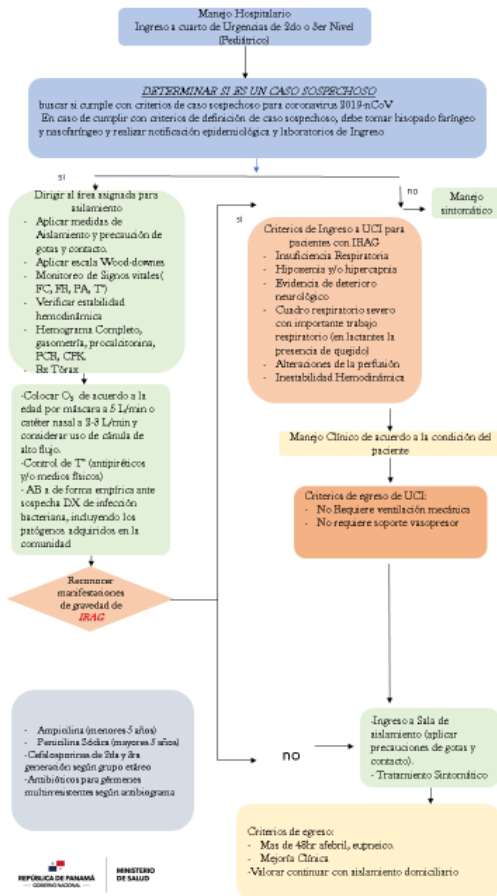 Manejo Hospitalario
Ingreso a cuarto de Urgencias de 2do o 3er Nivel
(Pediátrico)
DETERMINAR SI ES UN CASO SOSPECHOSO
buscar si cumple con criterios de caso sospechoso para coronavirus 2019-nCoV
En caso de cumplir con criterios de definición de caso sospechoso, debe tomar hisopado faríngeo
y nasofaríngeo y realizar notificación epidemiológica y laboratorios de Ingreso
si
no
Dirigir al área asignada para
aislamiento
- Aplicar medidas de
Aislamiento y precaución de
gotas y contacto.
- Aplicar escala Wood-downes
- Monitoreo de Signos vitales(
FC, FR, PA, T°)
- Verificar estabilidad
hemodinámica
- Hemograma Completo,
gasometría, procalcitonina,
PCR, CPK.
- Rx Tórax
Manejo
sintomático
si
Criterios de Ingreso a UCI para
pacientes con IRAG
- Insuficiencia Respiratoria
- Hipoxemia y/o hipercapnia
- Evidencia de deterioro
neurológico
- Cuadro respiratorio severo
con importante trabajo
respiratorio (en lactantes la
presencia de quejido)
- Alteraciones de la perfusión
- Inestabilidad Hemodinámica
-Colocar O₂ de acuerdo a la
edad por máscara a 5 L/min o
catéter nasal a 2-3 L/min y
considerar uso de cánula de
alto flujo.
-Control de T° (antipiréticos
y/o medios físicos)
- AB a de forma empírica ante
sospecha DX de infección
bacteriana, incluyendo los
patógenos adquiridos en la
comunidad
Manejo Clínico de acuerdo a la condición del
paciente
Criterios de egreso de UCI:
- No Requiere ventilación mecánica
- No requiere soporte vasopresor
Reconocer
manifestaciones
de gravedad de
IRAG
- Ampicilina (menores 5 años)
- Penicilina Sódica (mayores 5 años)
-Cefalosporinas de 2da y 3ra
generación según grupo etáreo
-Antibióticos para gérmenes
multirresistentes según antibiograma
no
-Ingreso a Sala de
aislamiento (aplicar
precauciones de gotas y
contacto).
- Tratamiento Sintomático
Criterios de egreso:
- Mas de 48hr afebril, eupneico.
- Mejoría Clínica
-Valorar continuar con aislamiento domiciliario
REPÚBLICA DE PANAMÁ
GOBIERNO NACIONAL
MINISTERIO
DE SALUD